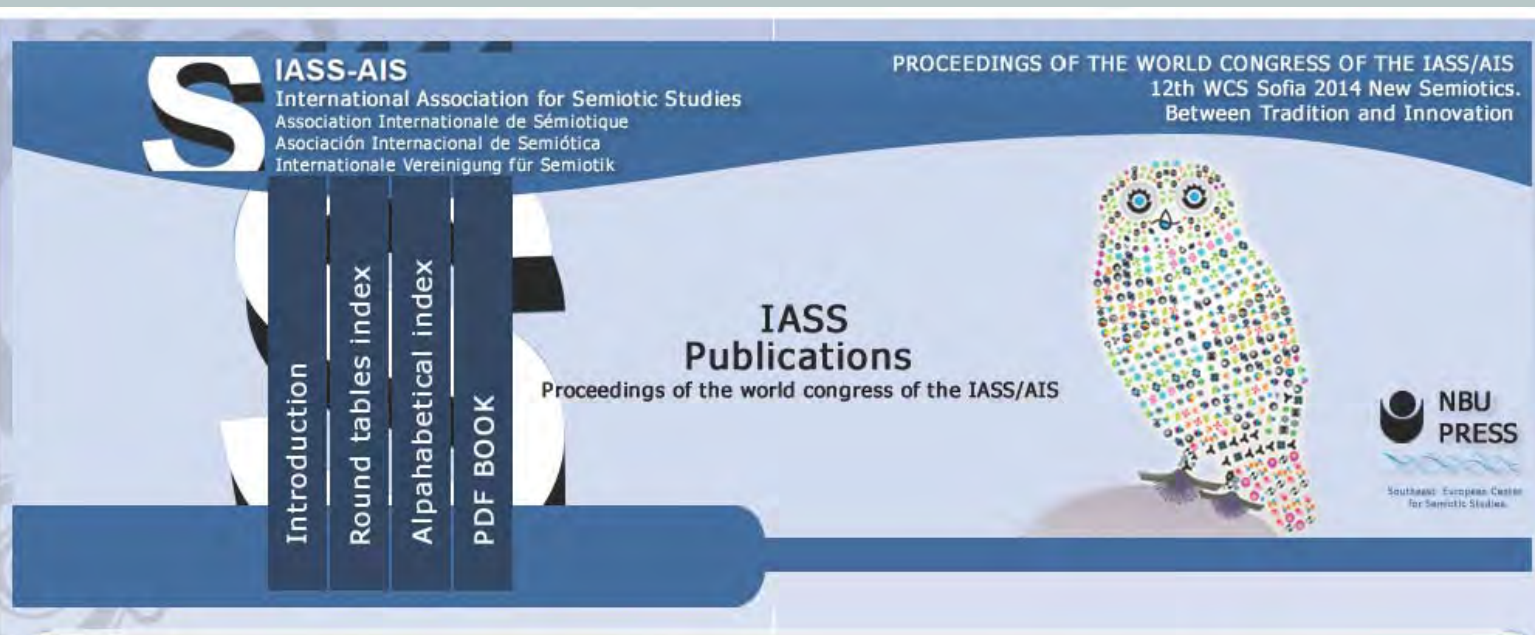 IASS-AIS
International Association for Semiotic Studies
Association Internationale de Sémiotique
Asociación Internacional de Semiótica
Internationale Vereinigung für Semiotik
PROCEEDINGS OF THE WORLD CONGRESS OF THE IASS/AIS
12th WCS Sofia 2014 New Semiotics.
Between Tradition and Innovation
Introduction
Round tables index
Alpahabetical index
PDF BOOK
IASS
Publications
Proceedings of the world congress of the IASS/AIS
NBU
PRESS
Southeast European Center
for Semiotic Studies.